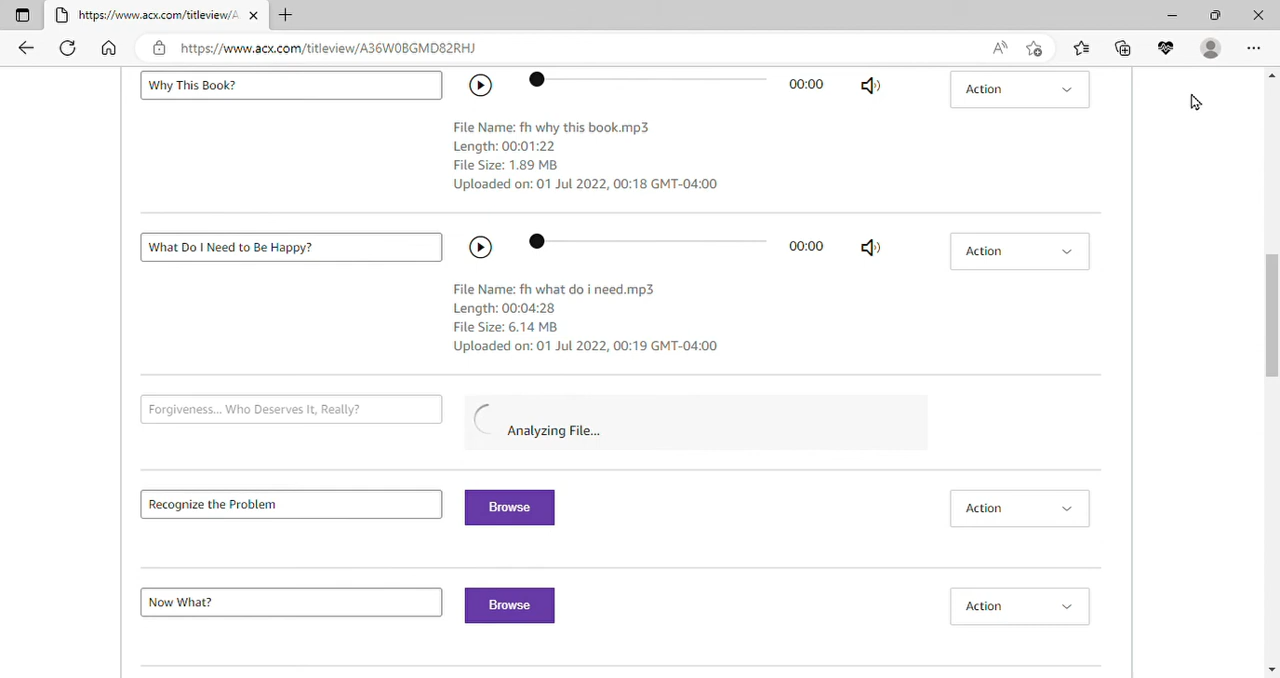 https://www.acx.com/titleview/A
https://www.acx.com/titleview/A36W0BGMD82RHJ
Why This Book?
00:00
Action
File Name: fh why this book.mp3
Length: 00:01:22
File Size: 1.89 MB
Uploaded on: 01 Jul 2022, 00:18 GMT-04:00
What Do I Need to Be Happy?
00:00
Action
File Name: fh what do i need.mp3
Length: 00:04:28
File Size: 6.14 MB
Uploaded on: 01 Jul 2022, 00:19 GMT-04:00
Forgiveness... Who Deserves It, Really?
Analyzing File...
Recognize the Problem
Browse
Action
Now What?
Browse
Action